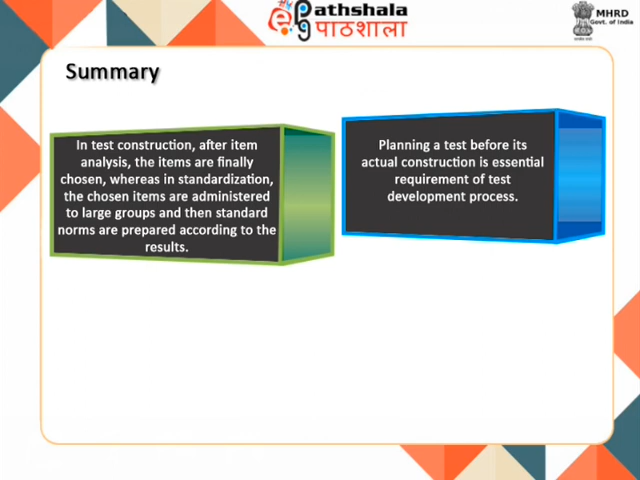 ePG athshala
पाठशाला
MHRD
Govt. of India
Summary
In test construction, after item
analysis, the items are finally
chosen, whereas in standardization,
the chosen items are administered
to large groups and then standard
norms are prepared according to the
results.
Planning a test before its
actual construction is essential
requirement of test
development process.